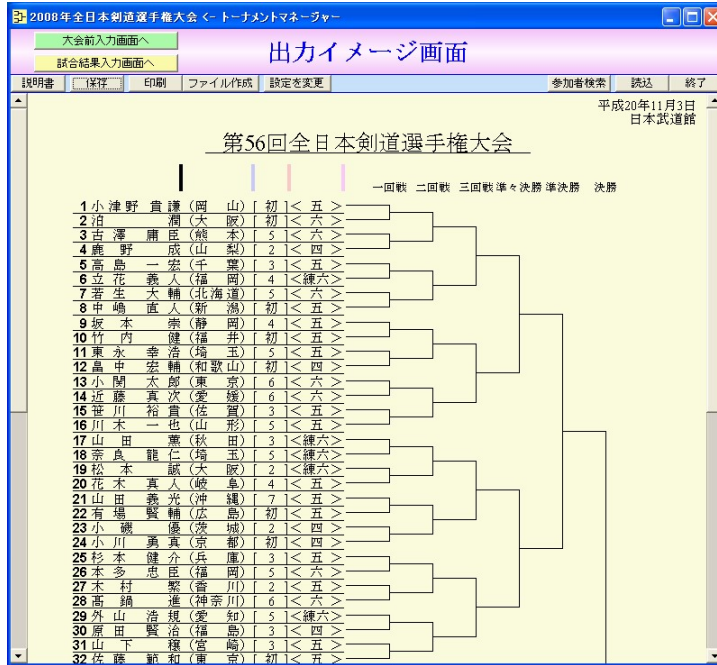 2008年全日本剣道選手権大会 <- トーナメントマネージャー
大会前入力画面へ
試合結果入力画面へ
出力イメージ画面
説明書 保存 印刷 ファイル作成 設定を変更 参加者検索 読込 終了
平成20年11月3日
日本武道館
第56回全日本剣道選手権大会
一回戦 二回戦 三回戦 準々決勝 準決勝 決勝
1 小津野 貴謙 (岡 山) [ 初 ]< 五 >
2 泊 潤 (大 阪) [ 初 ]< 六 >
3 古澤 庸臣 (熊 本) [ 5 ]< 六 >
4 鹿野 成 (山 梨) [ 2 ]< 四 >
5 高島 一宏 (千 葉) [ 3 ]< 五 >
6 立花 義人 (福 岡) [ 4 ]<練六>
7 若生 大輔 (北海道) [ 5 ]< 六 >
8 中嶋 直人 (新 潟) [ 初 ]< 五 >
9 坂本 崇 (静 岡) [ 4 ]< 五 >
10 竹内 健 (福 井) [ 初 ]< 五 >
11 東永 幸浩 (埼 玉) [ 5 ]< 五 >
12 畠中 宏輔 (和歌山) [ 初 ]< 四 >
13 小関 太郎 (東 京) [ 6 ]< 六 >
14 近藤 真次 (愛 媛) [ 6 ]< 六 >
15 笹川 裕貴 (佐 賀) [ 3 ]< 五 >
16 川木 一也 (山 形) [ 5 ]< 五 >
17 山田 薫 (秋 田) [ 3 ]<練六>
18 奈良 龍仁 (埼 玉) [ 5 ]<練六>
19 松本 誠 (大 阪) [ 2 ]<練六>
20 花木 真人 (岐 阜) [ 4 ]< 五 >
21 山田 義光 (沖 縄) [ 7 ]< 五 >
22 有場 賢輔 (広 島) [ 初 ]< 五 >
23 小磯 優 (茨 城) [ 2 ]< 四 >
24 小川 勇真 (京 都) [ 初 ]< 四 >
25 杉本 健介 (兵 庫) [ 3 ]< 五 >
26 本多 忠臣 (福 岡) [ 5 ]< 六 >
27 木村 繁 (香 川) [ 2 ]< 五 >
28 髙鍋 進 (神奈川) [ 6 ]< 六 >
29 外山 浩規 (愛 知) [ 5 ]<練六>
30 原田 賢治 (福 島) [ 3 ]< 四 >
31 山下 穣 (宮 崎) [ 3 ]< 五 >
32 佐藤 範和 (東 京) [ 初 ]< 五 >